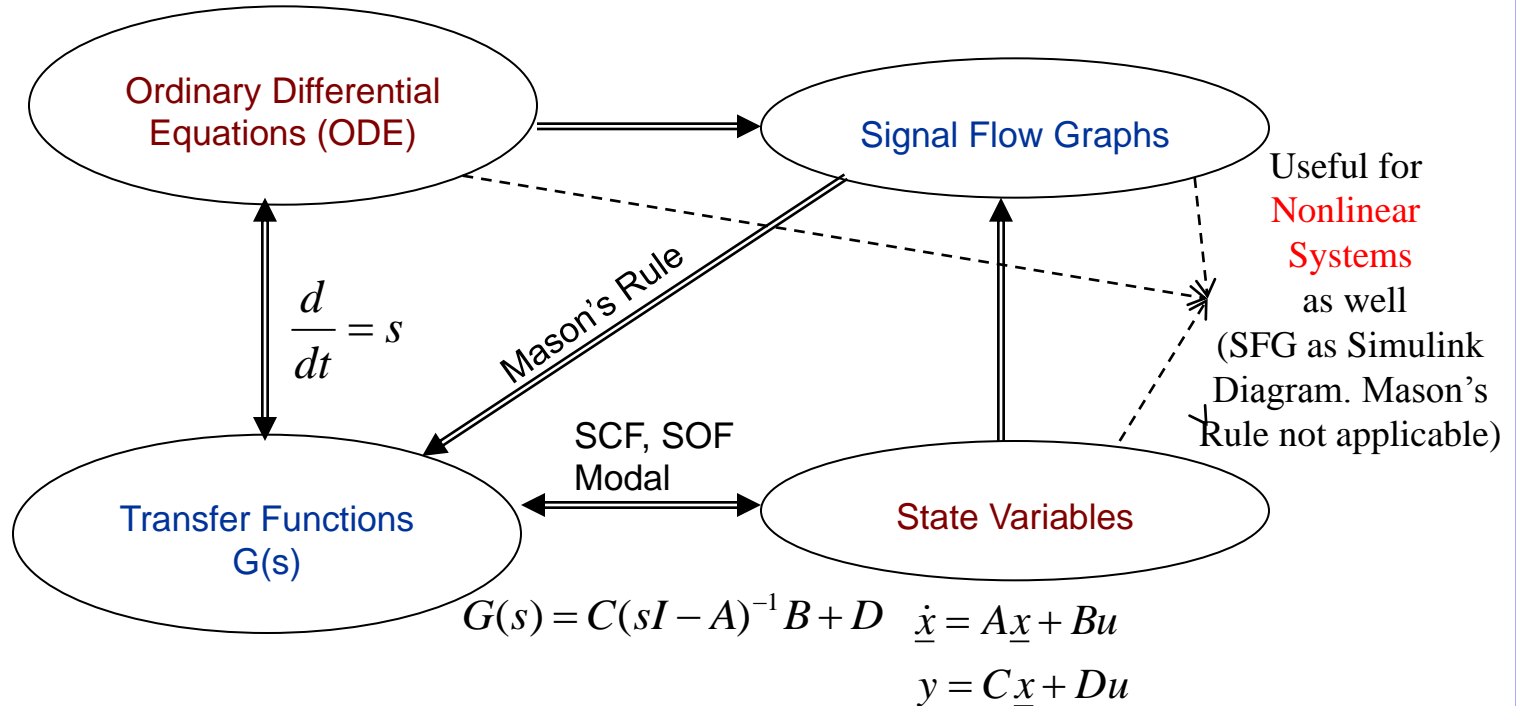 Ordinary Differential
Equations (ODE)
Signal Flow Graphs
Useful for
Nonlinear
Systems
as well
(SFG as Simulink
Diagram. Mason's
Rule not applicable)
d/dt = s
Mason's Rule
SCF, SOF
Modal
Transfer Functions
G(s)
State Variables
G(s) = C(sI − A)⁻¹B + D
ẋ = Ax + Bu
y = Cx + Du